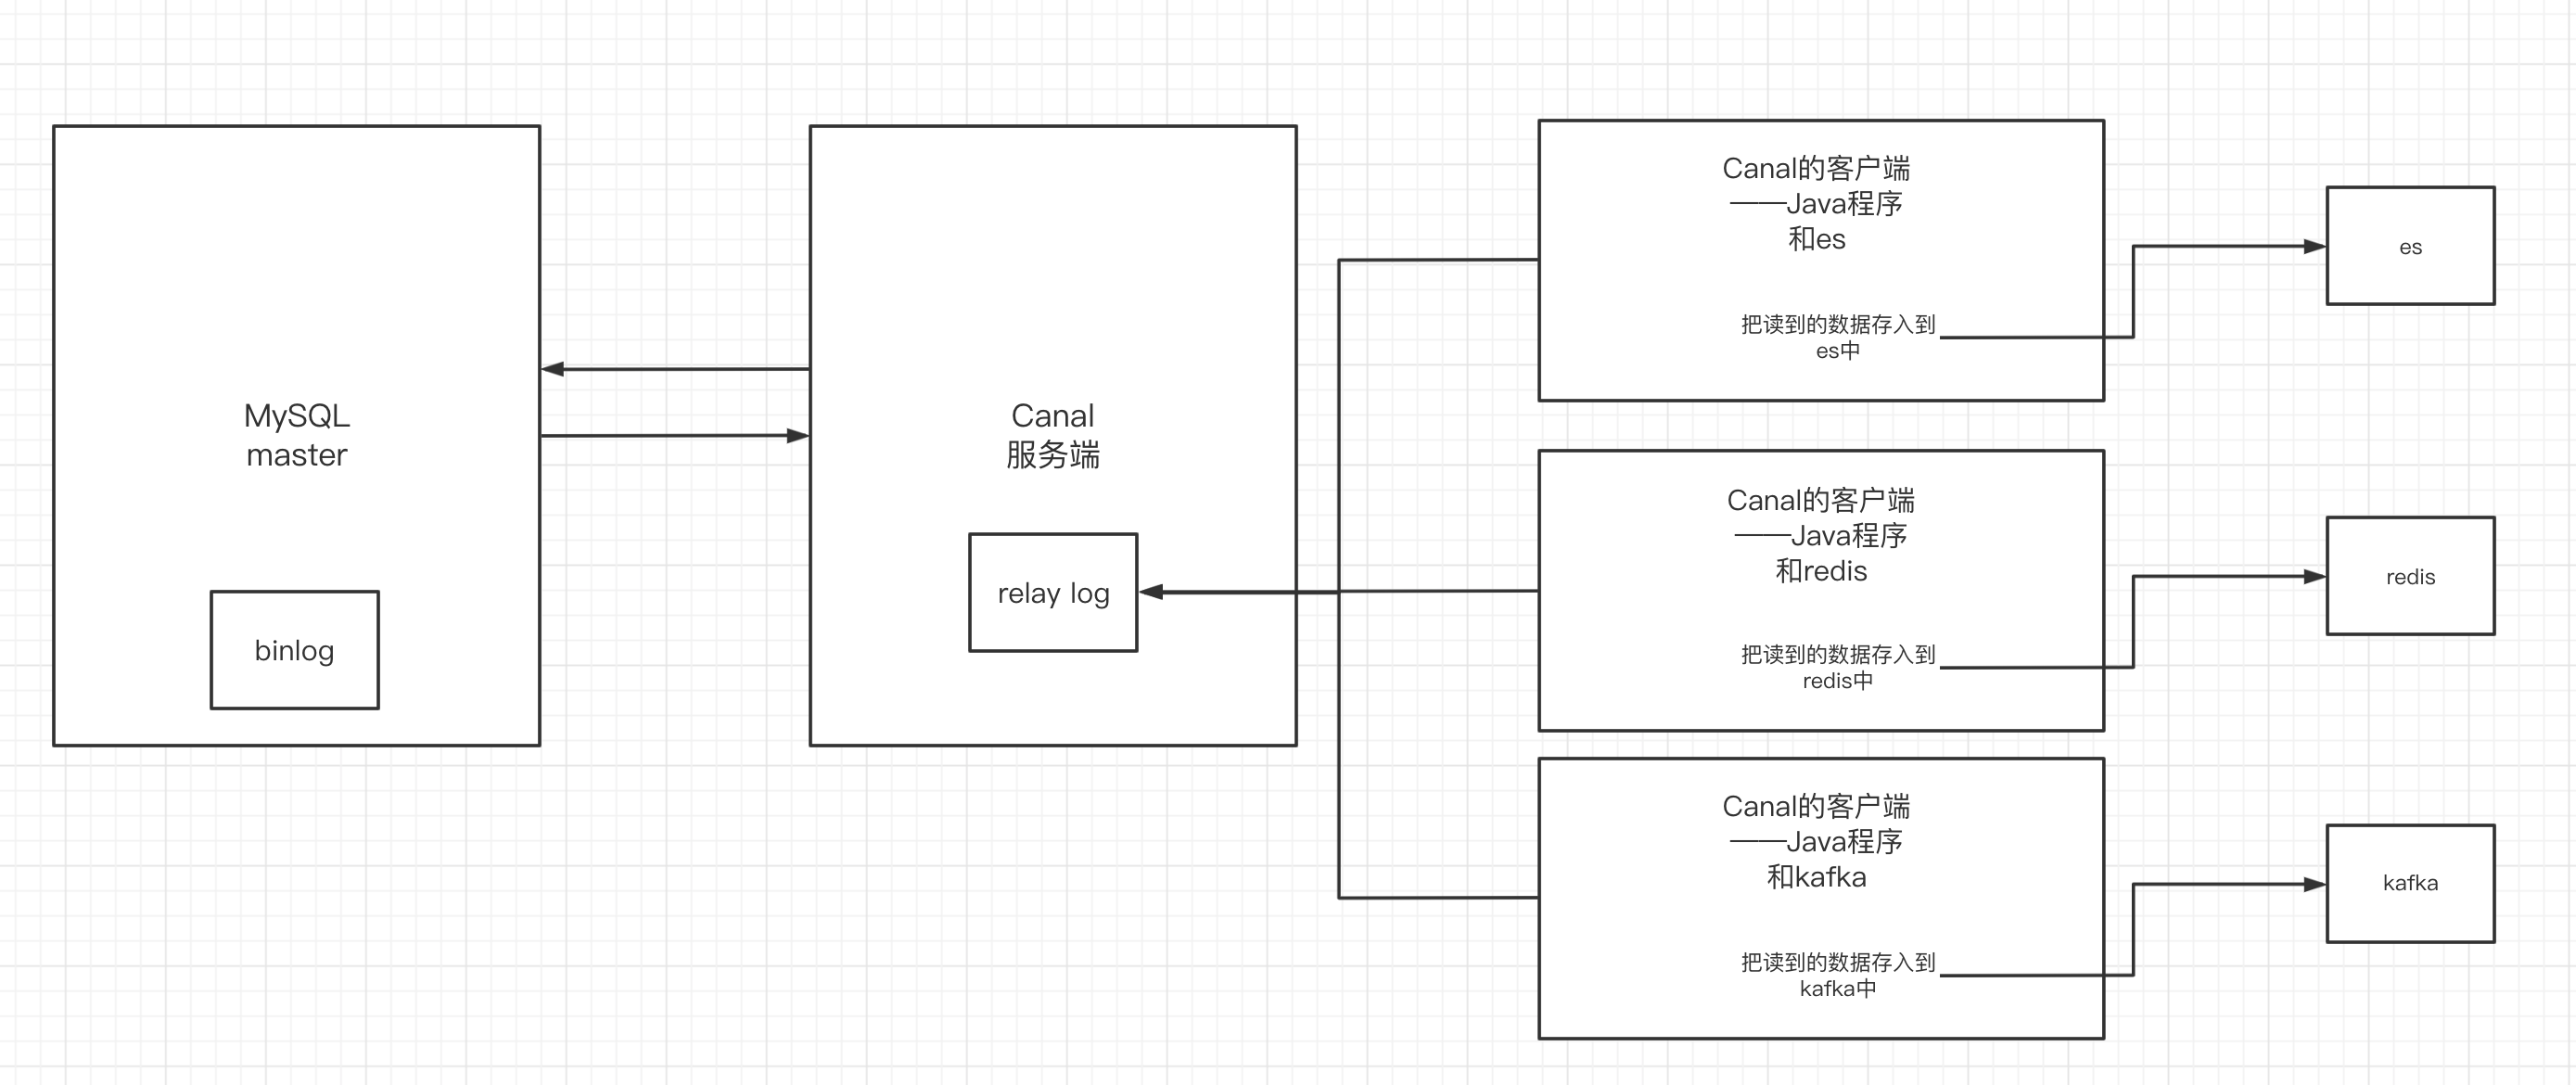 MySQL
master
binlog
Canal
服务端
relay log
Canal的客户端
——Java程序
和es
把读到的数据存入到
es中
es
Canal的客户端
——Java程序
和redis
把读到的数据存入到
redis中
redis
Canal的客户端
——Java程序
和kafka
把读到的数据存入到
kafka中
kafka